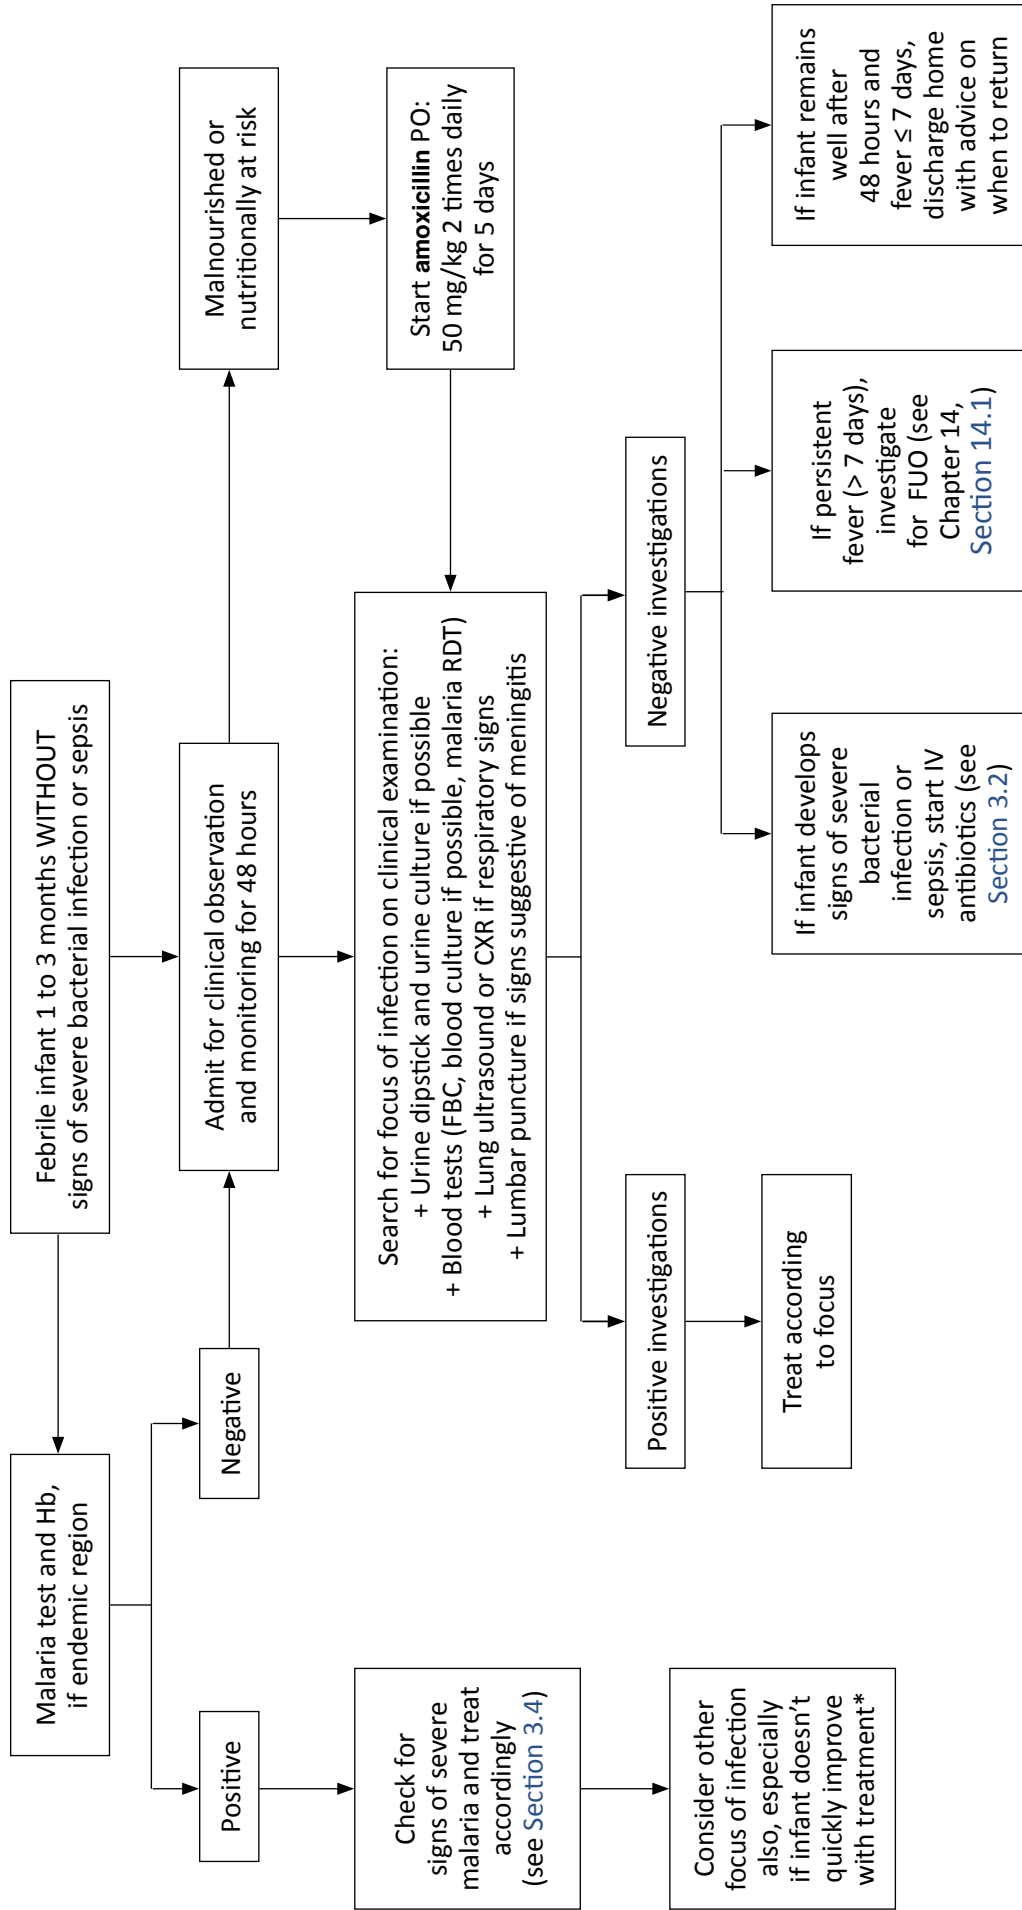 Febrile infant 1 to 3 months WITHOUT
signs of severe bacterial infection or sepsis
Malaria test and Hb,
if endemic region
Positive
Negative
Admit for clinical observation
and monitoring for 48 hours
Malnourished or
nutritionally at risk
Check for
signs of severe
malaria and treat
accordingly
(see Section 3.4)
Search for focus of infection on clinical examination:
+ Urine dipstick and urine culture if possible
+ Blood tests (FBC, blood culture if possible, malaria RDT)
+ Lung ultrasound or CXR if respiratory signs
+ Lumbar puncture if signs suggestive of meningitis
Start amoxicillin PO:
50 mg/kg 2 times daily
for 5 days
Consider other
focus of infection
also, especially
if infant doesn’t
quickly improve
with treatment*
Positive investigations
Negative investigations
Treat according
to focus
If infant develops
signs of severe
bacterial
infection or
sepsis, start IV
antibiotics (see
Section 3.2)
If persistent
fever (> 7 days),
investigate
for FUO (see
Chapter 14,
Section 14.1)
If infant remains
well after
48 hours and
fever ≤ 7 days,
discharge home
with advice on
when to return